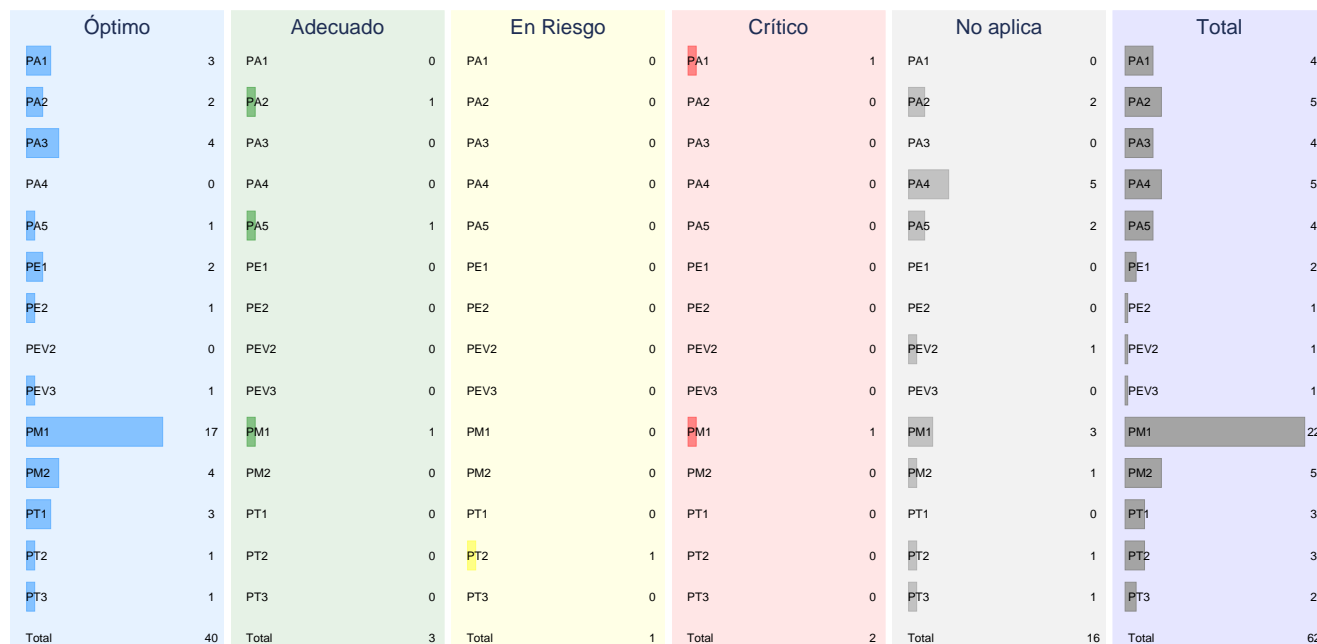 Óptimo Adecuado En Riesgo Crítico No aplica Total
PA1 3 PA1 0 PA1 0 PA1 1 PA1 0 PA1 4
PA2 2 PA2 1 PA2 0 PA2 0 PA2 2 PA2 5
PA3 4 PA3 0 PA3 0 PA3 0 PA3 0 PA3 4
PA4 0 PA4 0 PA4 0 PA4 0 PA4 5 PA4 5
PA5 1 PA5 1 PA5 0 PA5 0 PA5 2 PA5 4
PE1 2 PE1 0 PE1 0 PE1 0 PE1 0 PE1 2
PE2 1 PE2 0 PE2 0 PE2 0 PE2 0 PE2 1
PEV2 0 PEV2 0 PEV2 0 PEV2 0 PEV2 1 PEV2 1
PEV3 1 PEV3 0 PEV3 0 PEV3 0 PEV3 0 PEV3 1
PM1 17 PM1 1 PM1 0 PM1 1 PM1 3 PM1 22
PM2 4 PM2 0 PM2 0 PM2 0 PM2 1 PM2 5
PT1 3 PT1 0 PT1 0 PT1 0 PT1 0 PT1 3
PT2 1 PT2 0 PT2 1 PT2 0 PT2 1 PT2 3
PT3 1 PT3 0 PT3 0 PT3 0 PT3 1 PT3 2
Total 40 Total 3 Total 1 Total 2 Total 16 Total 62